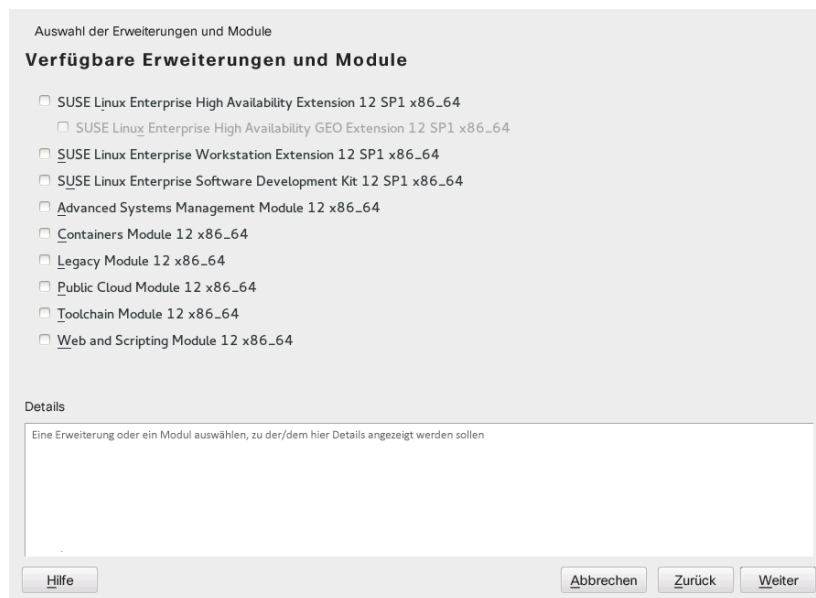 Auswahl der Erweiterungen und Module
Verfügbare Erweiterungen und Module
SUSE Linux Enterprise High Availability Extension 12 SP1 x86_64
SUSE Linux Enterprise High Availability GEO Extension 12 SP1 x86_64
SUSE Linux Enterprise Workstation Extension 12 SP1 x86_64
SUSE Linux Enterprise Software Development Kit 12 SP1 x86_64
Advanced Systems Management Module 12 x86_64
Containers Module 12 x86_64
Legacy Module 12 x86_64
Public Cloud Module 12 x86_64
Toolchain Module 12 x86_64
Web and Scripting Module 12 x86_64
Details
Eine Erweiterung oder ein Modul auswählen, zu der/dem hier Details angezeigt werden sollen
Hilfe Abbrechen Zurück Weiter